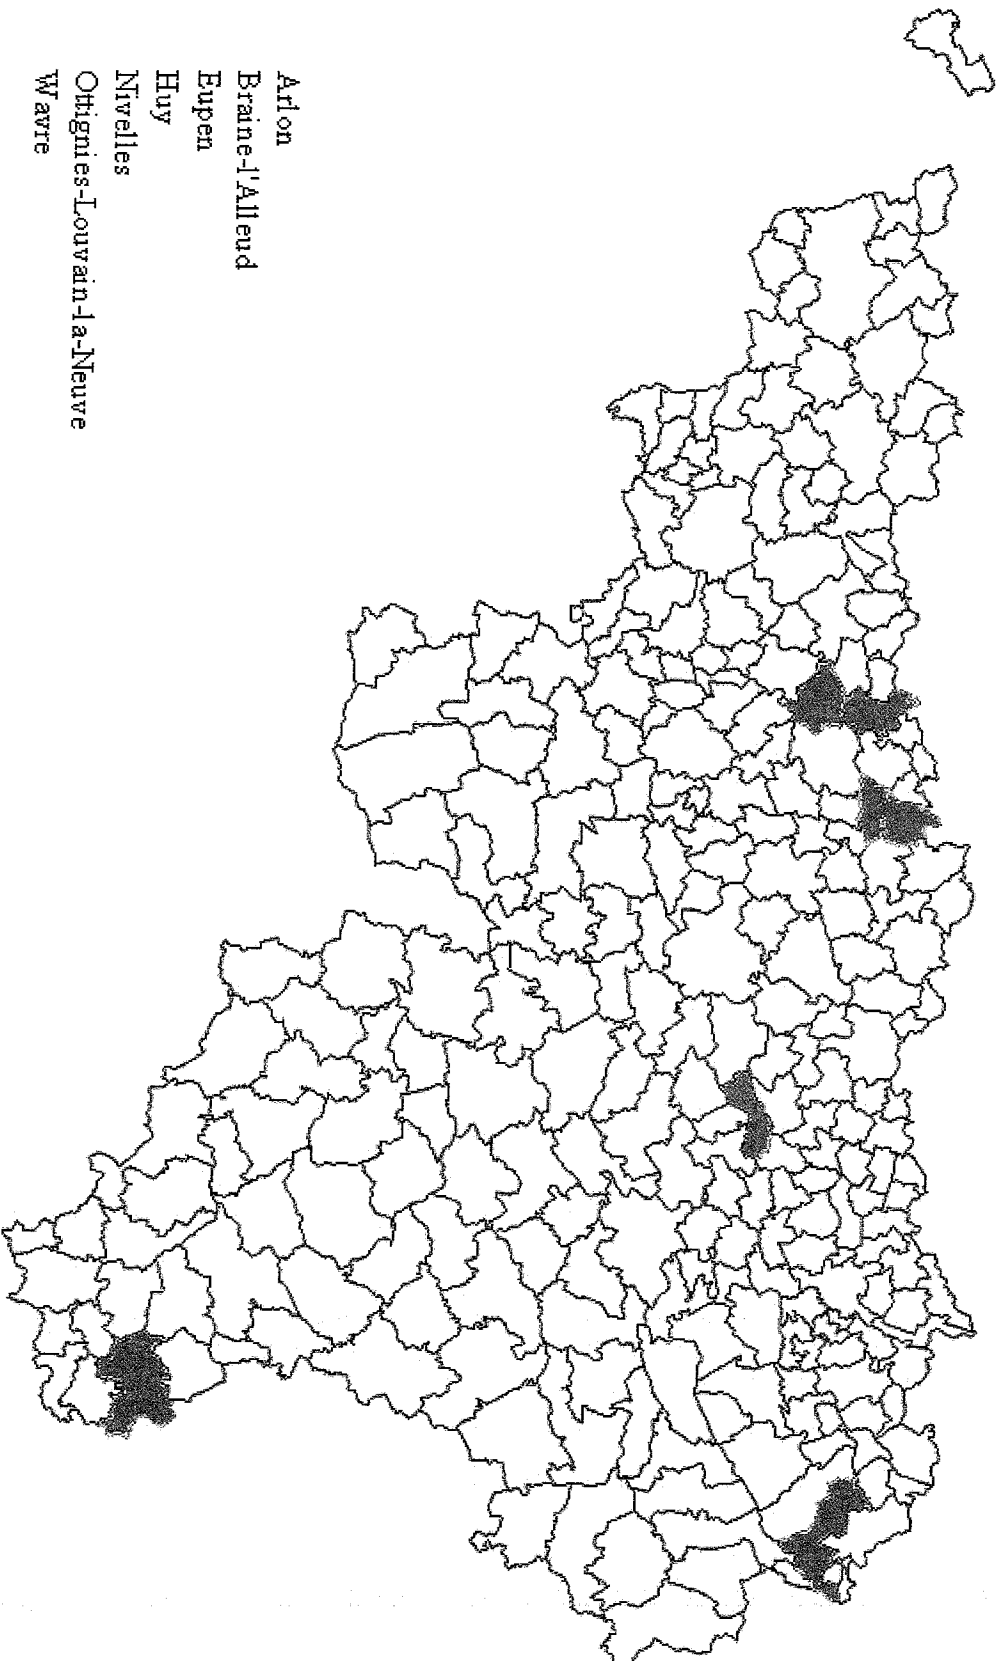 Arlon
Braine-l'Alleud
Eupen
Huy
Nivelles
Ottignies-Louvain-la-Neuve
Wavre